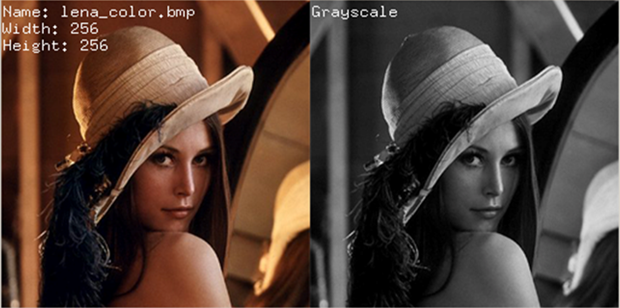 Name: lena_color.bmp
Width: 256
Height: 256
Grayscale